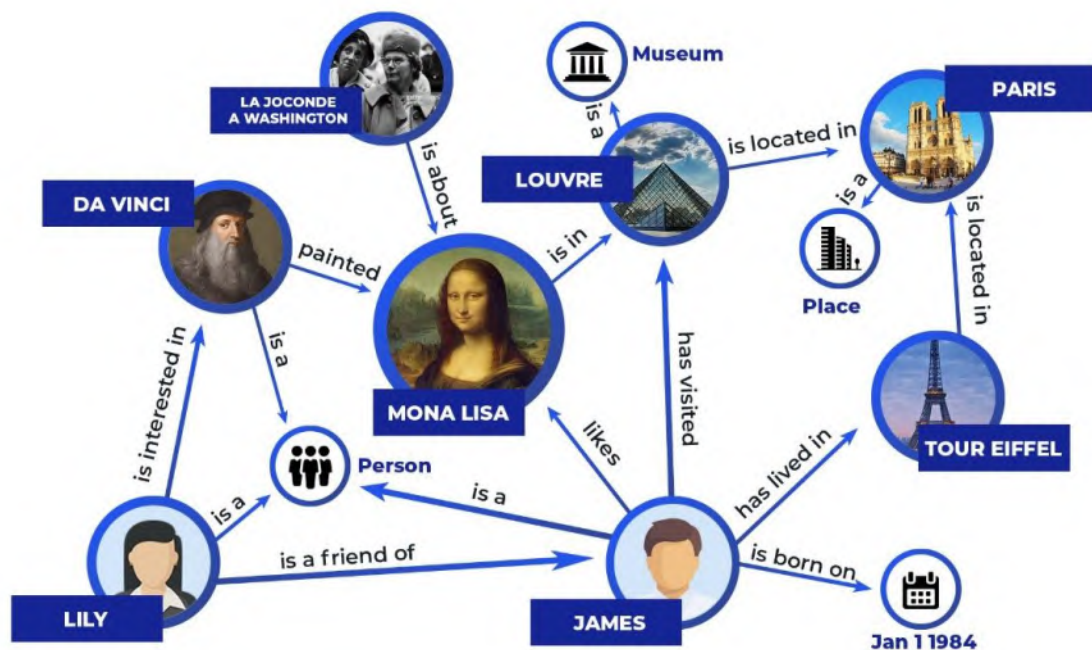 LA JOCONDE
A WASHINGTON
Museum
PARIS
is a
is located in
LOUVRE
is about
DA VINCI
is a
is located in
painted
is in
Place
is a
has visited
MONA LISA
is interested in
likes
TOUR EIFFEL
Person
has lived in
is a
is a
is a friend of
is born on
LILY
JAMES
Jan 1 1984